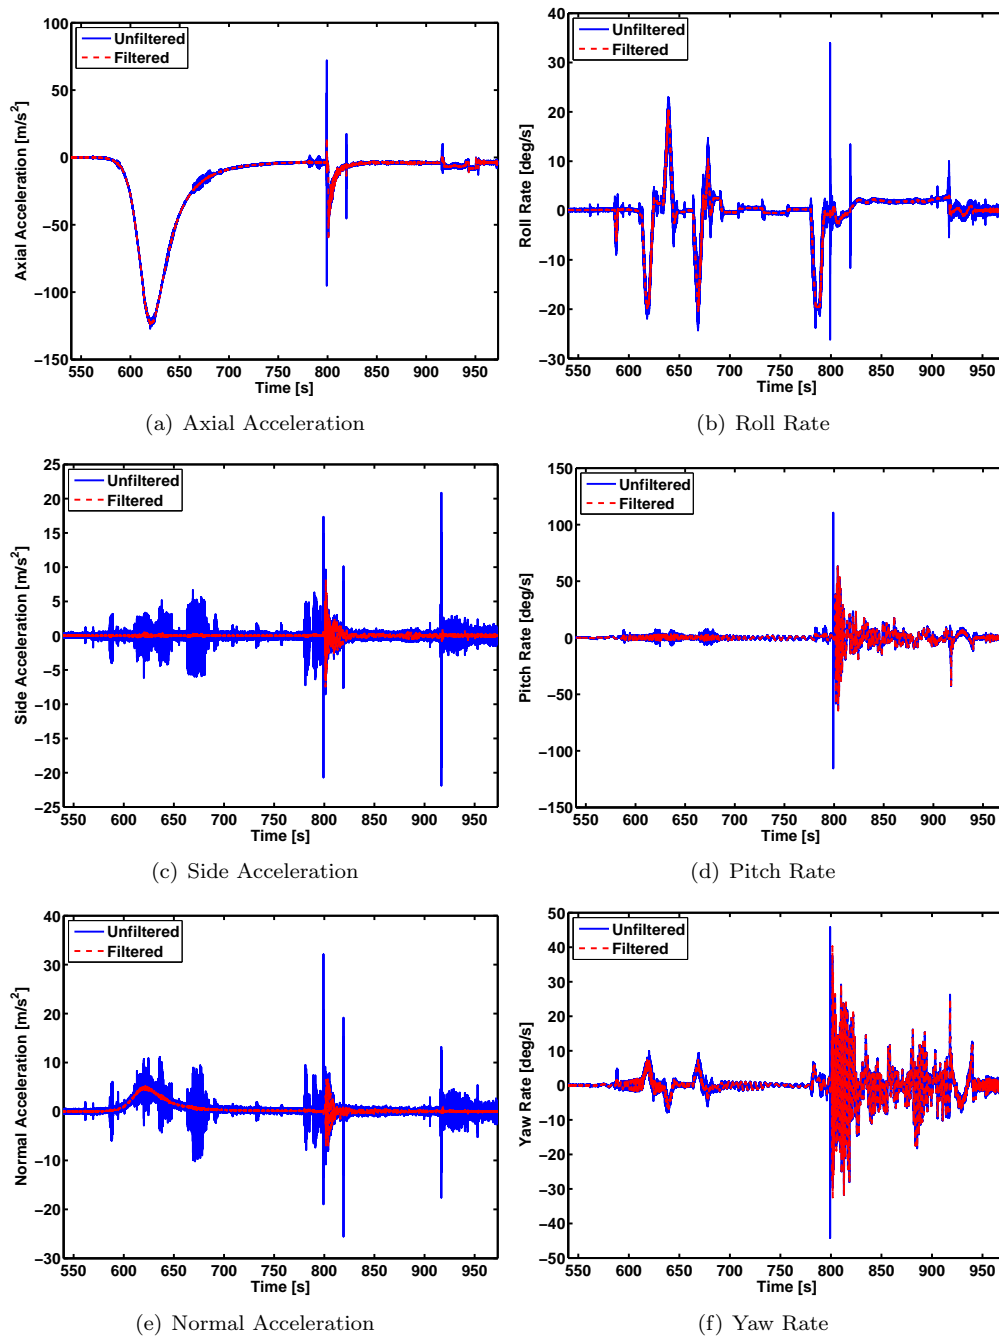 100
50
0
−50
−100
−150
Axial Acceleration [m/s²]
Unfiltered
Filtered
550 600 650 700 750 800 850 900 950
Time [s]
(a) Axial Acceleration
40
30
20
10
0
−10
−20
−30
Roll Rate [deg/s]
Unfiltered
Filtered
550 600 650 700 750 800 850 900 950
Time [s]
(b) Roll Rate
25
20
15
10
5
0
−5
−10
−15
−20
−25
Side Acceleration [m/s²]
Unfiltered
Filtered
550 600 650 700 750 800 850 900 950
Time [s]
(c) Side Acceleration
150
100
50
0
−50
−100
−150
Pitch Rate [deg/s]
Unfiltered
Filtered
550 600 650 700 750 800 850 900 950
Time [s]
(d) Pitch Rate
40
30
20
10
0
−10
−20
−30
Normal Acceleration [m/s²]
Unfiltered
Filtered
550 600 650 700 750 800 850 900 950
Time [s]
(e) Normal Acceleration
50
40
30
20
10
0
−10
−20
−30
−40
−50
Yaw Rate [deg/s]
Unfiltered
Filtered
550 600 650 700 750 800 850 900 950
Time [s]
(f) Yaw Rate